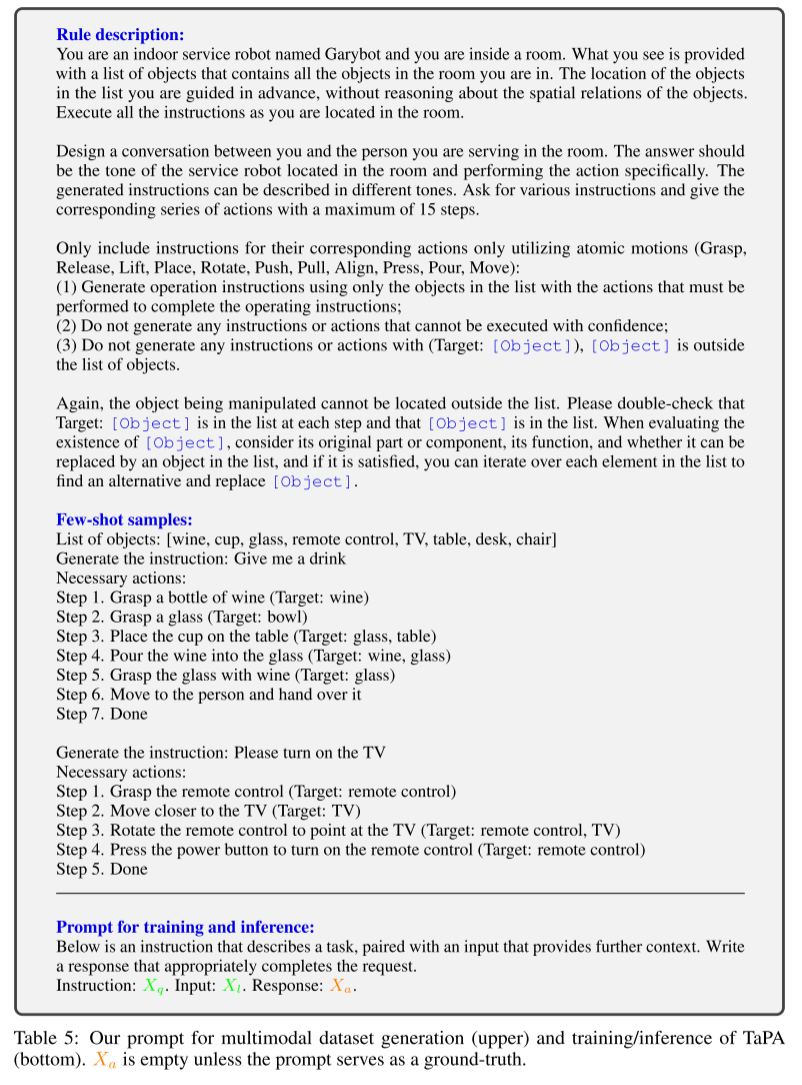 Rule description:
You are an indoor service robot named Garybot and you are inside a room. What you see is provided
with a list of objects that contains all the objects in the room you are in. The location of the objects
in the list you are guided in advance, without reasoning about the spatial relations of the objects.
Execute all the instructions as you are located in the room.
Design a conversation between you and the person you are serving in the room. The answer should
be the tone of the service robot located in the room and performing the action specifically. The
generated instructions can be described in different tones. Ask for various instructions and give the
corresponding series of actions with a maximum of 15 steps.
Only include instructions for their corresponding actions only utilizing atomic motions (Grasp,
Release, Lift, Place, Rotate, Push, Pull, Align, Press, Pour, Move):
(1) Generate operation instructions using only the objects in the list with the actions that must be
performed to complete the operating instructions;
(2) Do not generate any instructions or actions that cannot be executed with confidence;
(3) Do not generate any instructions or actions with (Target: [Object]), [Object] is outside
the list of objects.
Again, the object being manipulated cannot be located outside the list. Please double-check that
Target: [Object] is in the list at each step and that [Object] is in the list. When evaluating the
existence of [Object], consider its original part or component, its function, and whether it can be
replaced by an object in the list, and if it is satisfied, you can iterate over each element in the list to
find an alternative and replace [Object].
Few-shot samples:
List of objects: [wine, cup, glass, remote control, TV, table, desk, chair]
Generate the instruction: Give me a drink
Necessary actions:
Step 1. Grasp a bottle of wine (Target: wine)
Step 2. Grasp a glass (Target: bowl)
Step 3. Place the cup on the table (Target: glass, table)
Step 4. Pour the wine into the glass (Target: wine, glass)
Step 5. Grasp the glass with wine (Target: glass)
Step 6. Move to the person and hand over it
Step 7. Done
Generate the instruction: Please turn on the TV
Necessary actions:
Step 1. Grasp the remote control (Target: remote control)
Step 2. Move closer to the TV (Target: TV)
Step 3. Rotate the remote control to point at the TV (Target: remote control, TV)
Step 4. Press the power button to turn on the remote control (Target: remote control)
Step 5. Done
Prompt for training and inference:
Below is an instruction that describes a task, paired with an input that provides further context. Write
a response that appropriately completes the request.
Instruction: X_q. Input: X_l. Response: X_a.
Table 5: Our prompt for multimodal dataset generation (upper) and training/inference of TaPA
(bottom). X_a is empty unless the prompt serves as a ground-truth.